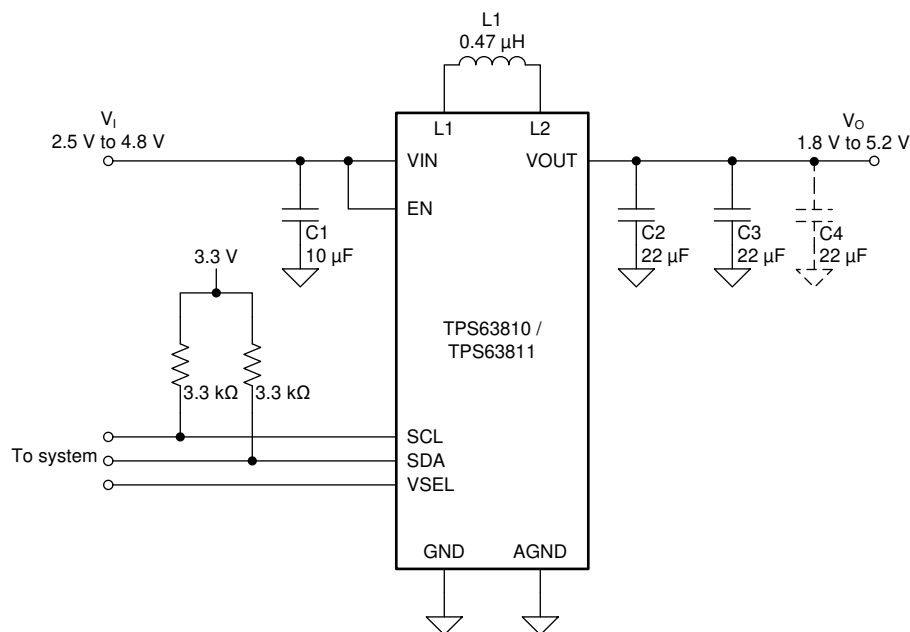 L1
0.47 µH
V_I
2.5 V to 4.8 V
L1
L2
V_O
1.8 V to 5.2 V
VIN
VOUT
EN
C1
10 µF
C2
22 µF
C3
22 µF
C4
22 µF
3.3 V
TPS63810 /
TPS63811
3.3 kΩ
3.3 kΩ
To system
SCL
SDA
VSEL
GND
AGND